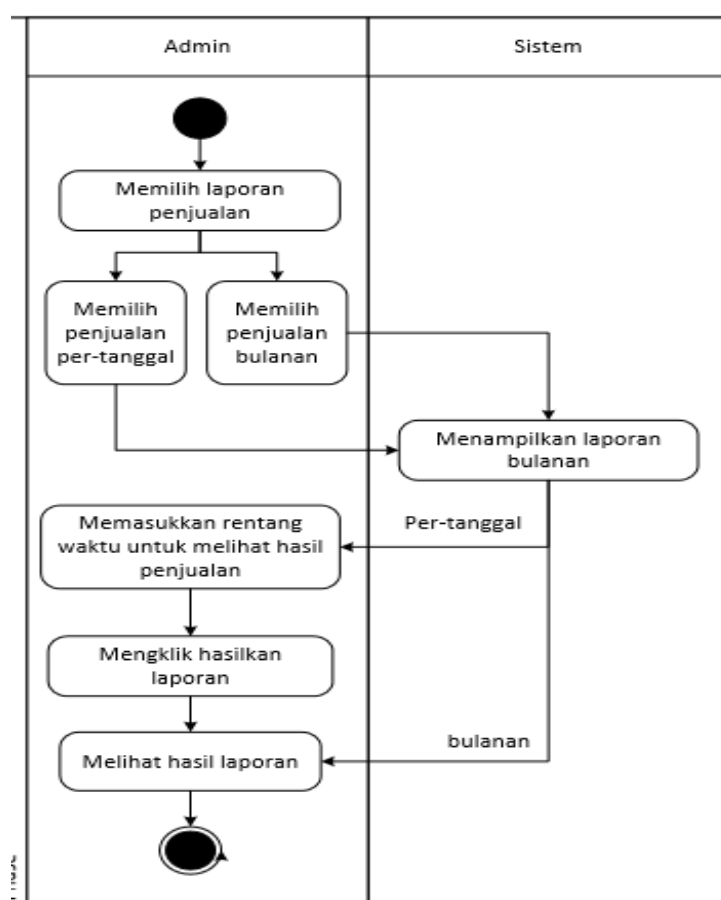 Admin
Sistem
Memilih laporan
penjualan
Memilih
penjualan
per-tanggal
Memilih
penjualan
bulanan
Menampilkan laporan
bulanan
Per-tanggal
Memasukkan rentang
waktu untuk melihat hasil
penjualan
Mengklik hasilkan
laporan
bulanan
Melihat hasil laporan